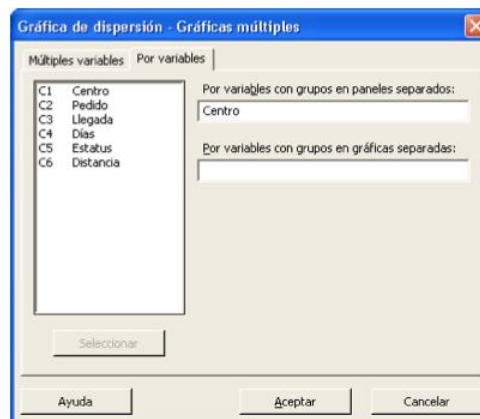 Gráfica de dispersión - Gráficas múltiples
Múltiples variables Por variables
C1 Centro
C2 Pedido
C3 Llegada
C4 Días
C5 Estatus
C6 Distancia
Por variables con grupos en paneles separados:
Centro
Por variables con grupos en gráficas separadas:
Seleccionar
Ayuda Aceptar Cancelar